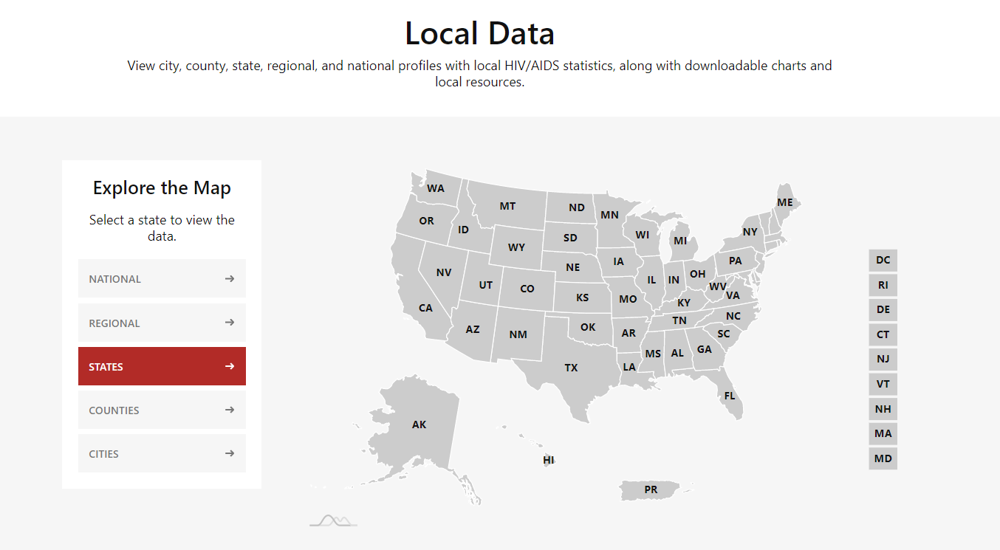 Local Data
View city, county, state, regional, and national profiles with local HIV/AIDS statistics, along with downloadable charts and
local resources.
Explore the Map
Select a state to view the
data.
NATIONAL
REGIONAL
STATES
COUNTIES
CITIES
WA
MT
ND
MN
ME
OR
ID
SD
WI
MI
NY
WY
NV
UT
CO
NE
IA
IL
IN
OH
PA
CA
KS
MO
KY
WV
VA
AZ
NM
OK
AR
TN
NC
SC
TX
LA
MS
AL
GA
FL
AK
HI
PR
DC
RI
DE
CT
NJ
VT
NH
MA
MD